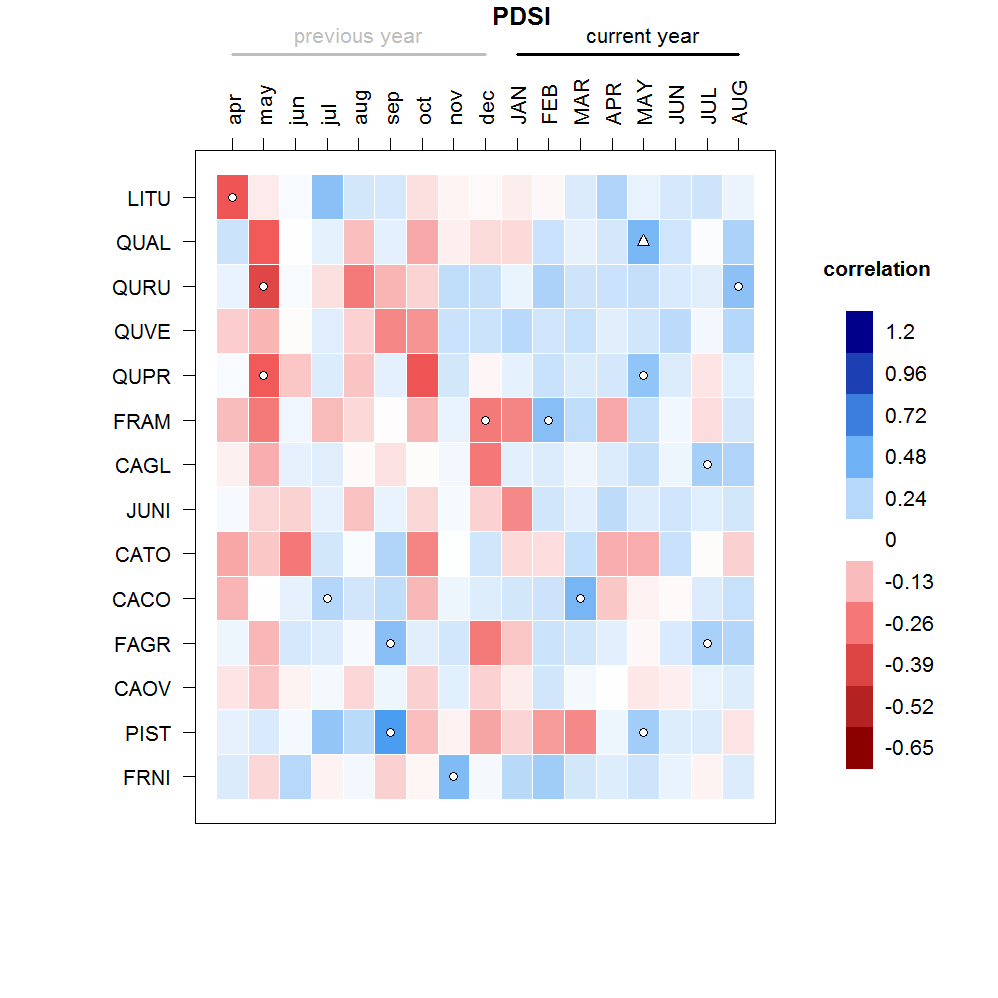 PDSI
previous year current year
apr may jun jul aug sep oct nov dec JAN FEB MAR APR MAY JUN JUL AUG
LITU
QUAL
QURU
QUVE
QUPR
FRAM
CAGL
JUNI
CATO
CACO
FAGR
CAOV
PIST
FRNI
correlation
1.2
0.96
0.72
0.48
0.24
0
-0.13
-0.26
-0.39
-0.52
-0.65